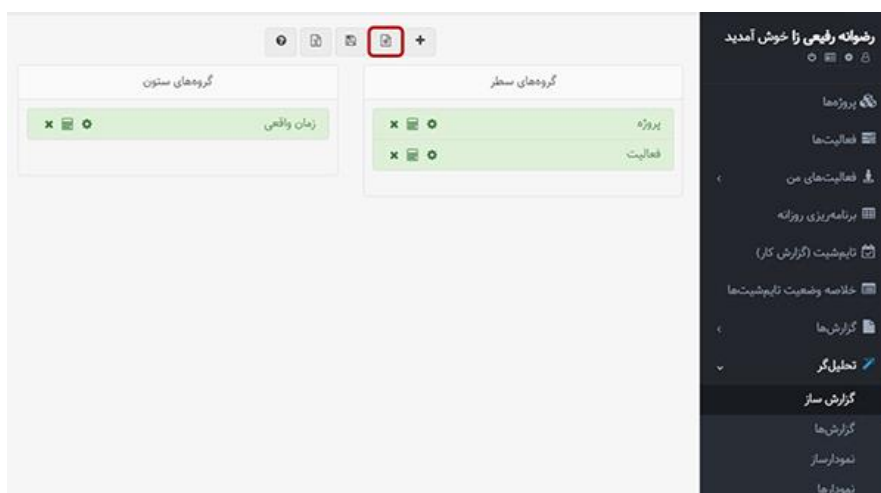 رضوانه رفیعی زا خوش آمدید
پروژه‌ها
فعالیت‌ها
فعالیت‌های من
برنامه‌ریزی روزانه
تایم‌شیت (گزارش کار)
خلاصه وضعیت تایم‌شیت‌ها
گزارش‌ها
تحلیل‌گر
گزارش ساز
گزارش‌ها
نمودارساز
نمودارها
گروه‌های سطر
پروژه
فعالیت
گروه‌های ستون
زمان واقعی